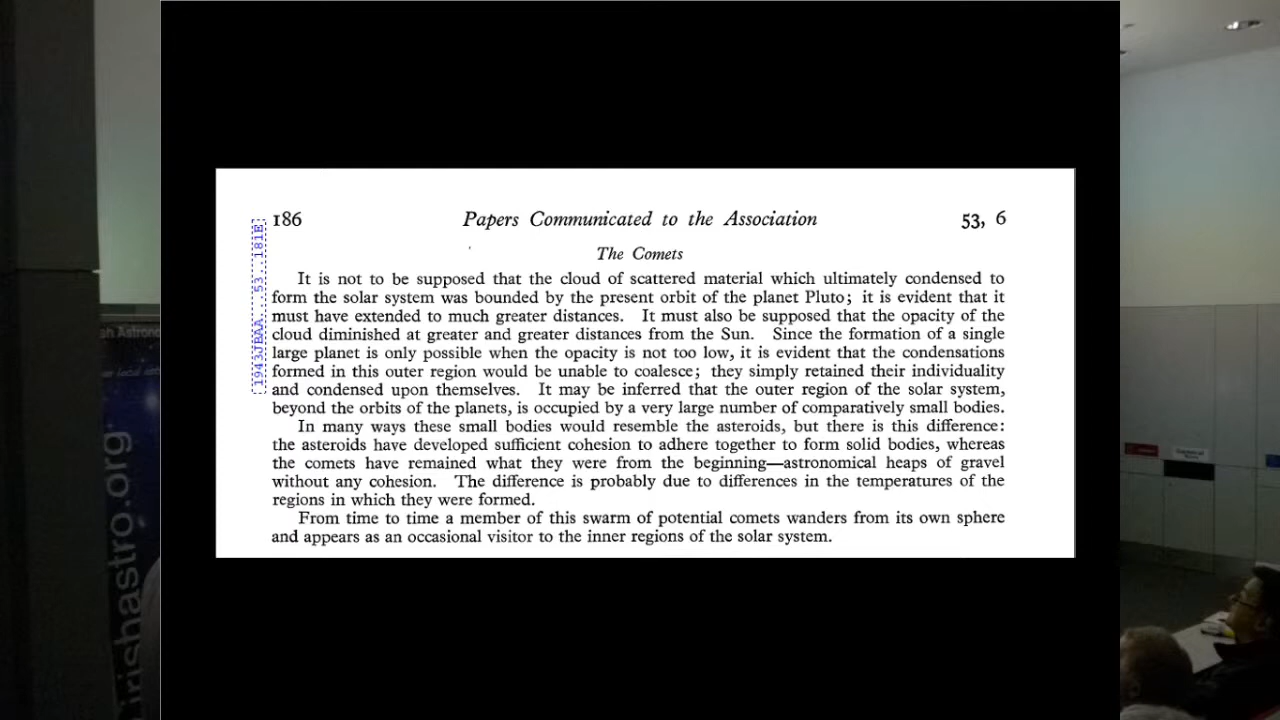 186 Papers Communicated to the Association 53, 6
The Comets
It is not to be supposed that the cloud of scattered material which ultimately condensed to
form the solar system was bounded by the present orbit of the planet Pluto; it is evident that it
must have extended to much greater distances. It must also be supposed that the opacity of the
cloud diminished at greater and greater distances from the Sun. Since the formation of a single
large planet is only possible when the opacity is not too low, it is evident that the condensations
formed in this outer region would be unable to coalesce; they simply retained their individuality
and condensed upon themselves. It may be inferred that the outer region of the solar system,
beyond the orbits of the planets, is occupied by a very large number of comparatively small bodies.
In many ways these small bodies would resemble the asteroids, but there is this difference:
the asteroids have developed sufficient cohesion to adhere together to form solid bodies, whereas
the comets have remained what they were from the beginning—astronomical heaps of gravel
without any cohesion. The difference is probably due to differences in the temperatures of the
regions in which they were formed.
From time to time a member of this swarm of potential comets wanders from its own sphere
and appears as an occasional visitor to the inner regions of the solar system.
1943JBAA...53..181E
sh Astrono
irishastro.org